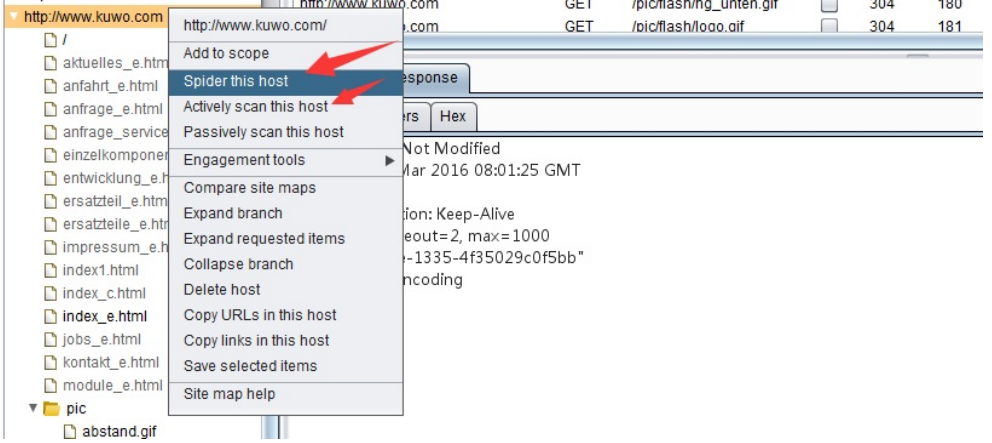 http://www.kuwo.com
/
aktuelles_e.htm
anfahrt_e.html
anfrage_e.html
anfrage_service
einzelkomponen
entwicklung_e.h
ersatzteil_e.htm
ersatzteile_e.htm
impressum_e.h
index1.html
index_c.html
index_e.html
jobs_e.html
kontakt_e.html
module_e.html
pic
abstand.gif
http://www.kuwo.com/
Add to scope
Spider this host
Actively scan this host
Passively scan this host
Engagement tools
Compare site maps
Expand branch
Expand requested items
Collapse branch
Delete host
Copy URLs in this host
Copy links in this host
Save selected items
Site map help
http://www.kuwo.com GET /pic/flash/hg_unten.gif 304 180
.com GET /pic/flash/logo.gif 304 181
esponse
ers Hex
Not Modified
Mar 2016 08:01:25 GMT
tion: Keep-Alive
eout=2, max=1000
-1335-4f35029c0f5bb"
ncoding